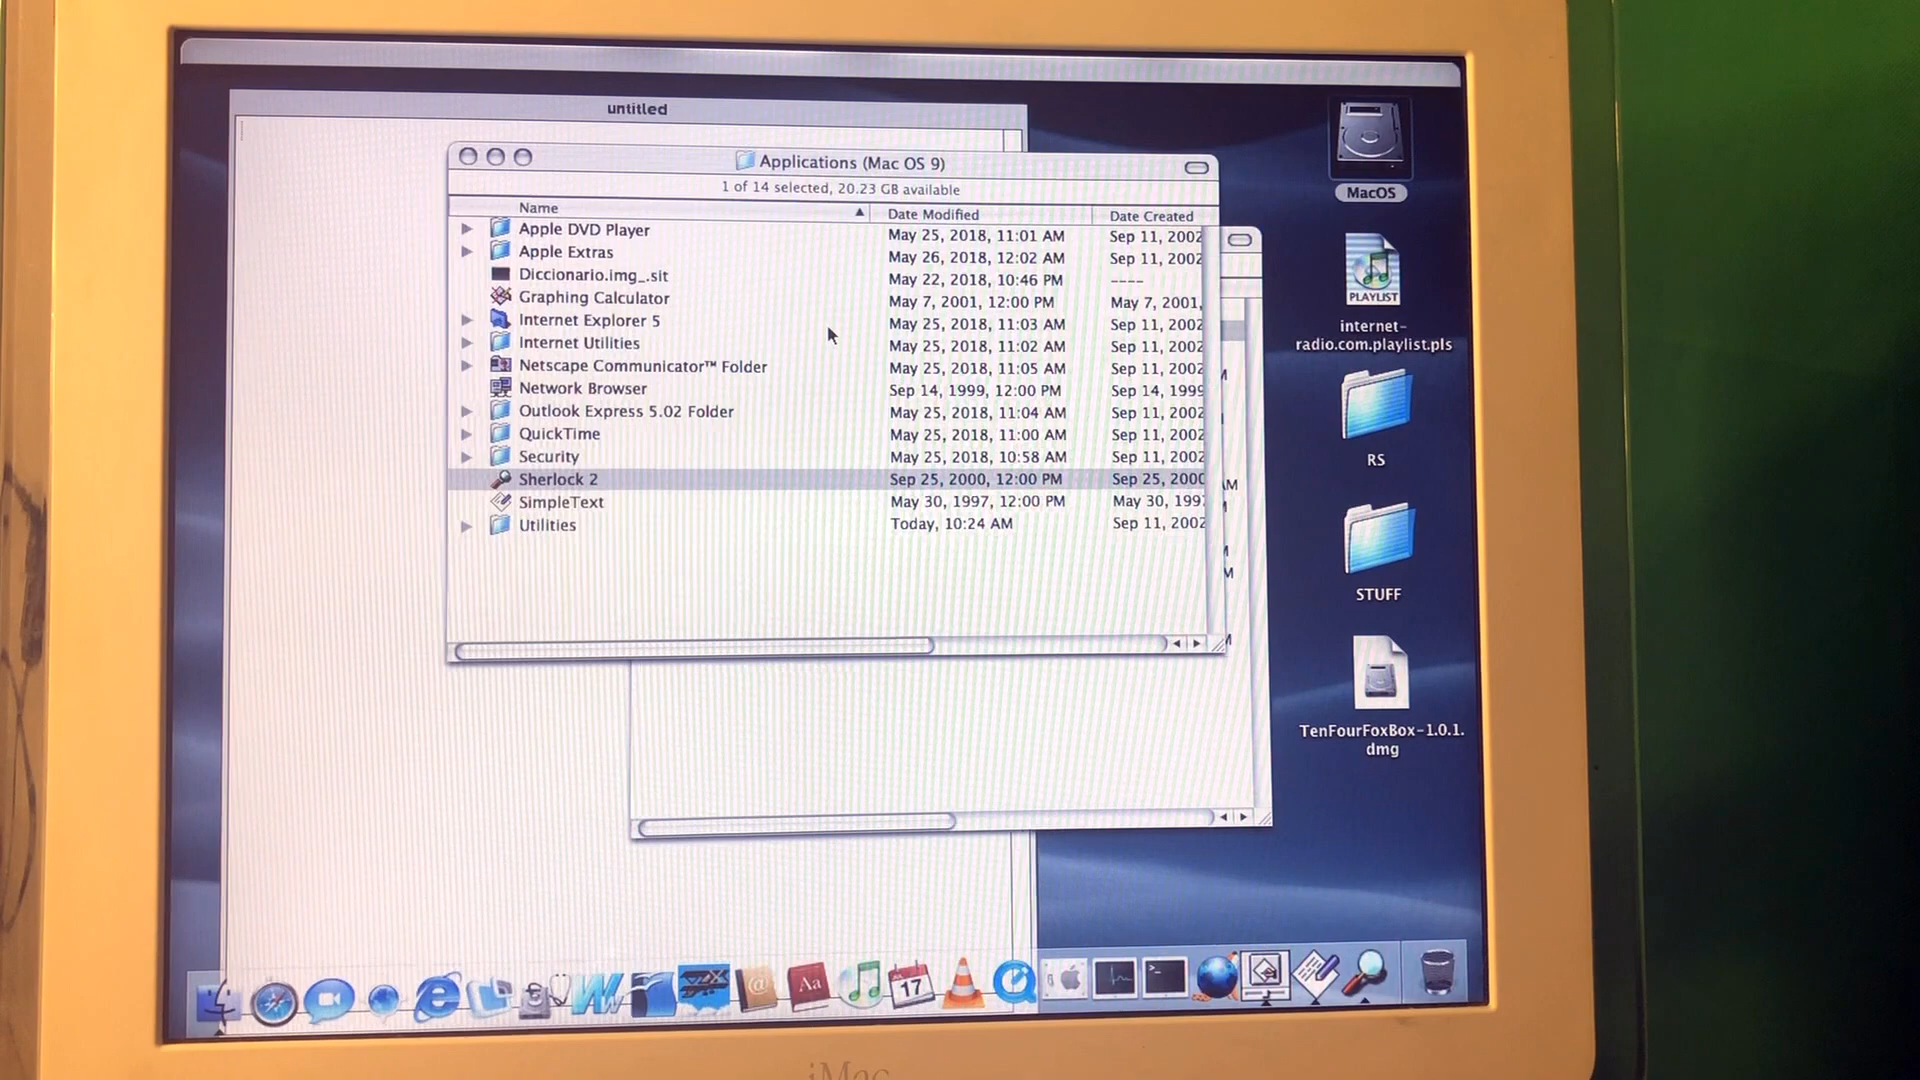 untitled
Applications (Mac OS 9)
1 of 14 selected, 20.23 GB available
Name Date Modified Date Created
Apple DVD Player May 25, 2018, 11:01 AM Sep 11, 2002
Apple Extras May 26, 2018, 12:02 AM Sep 11, 2002
Diccionario.img_.sit May 22, 2018, 10:46 PM ----
Graphing Calculator May 7, 2001, 12:00 PM May 7, 2001,
Internet Explorer 5 May 25, 2018, 11:03 AM Sep 11, 2002
Internet Utilities May 25, 2018, 11:02 AM Sep 11, 2002
Netscape Communicator™ Folder May 25, 2018, 11:05 AM Sep 11, 2002
Network Browser Sep 14, 1999, 12:00 PM Sep 14, 1999
Outlook Express 5.02 Folder May 25, 2018, 11:04 AM Sep 11, 2002
QuickTime May 25, 2018, 11:00 AM Sep 11, 2002
Security May 25, 2018, 10:58 AM Sep 11, 2002
Sherlock 2 Sep 25, 2000, 12:00 PM Sep 25, 2000
SimpleText May 30, 1997, 12:00 PM May 30, 199
Utilities Today, 10:24 AM Sep 11, 2002
MacOS
PLAYLIST
internet-
radio.com.playlist.pls
RS
STUFF
TenFourFoxBox-1.0.1.
dmg
@
Aa
17
iMac